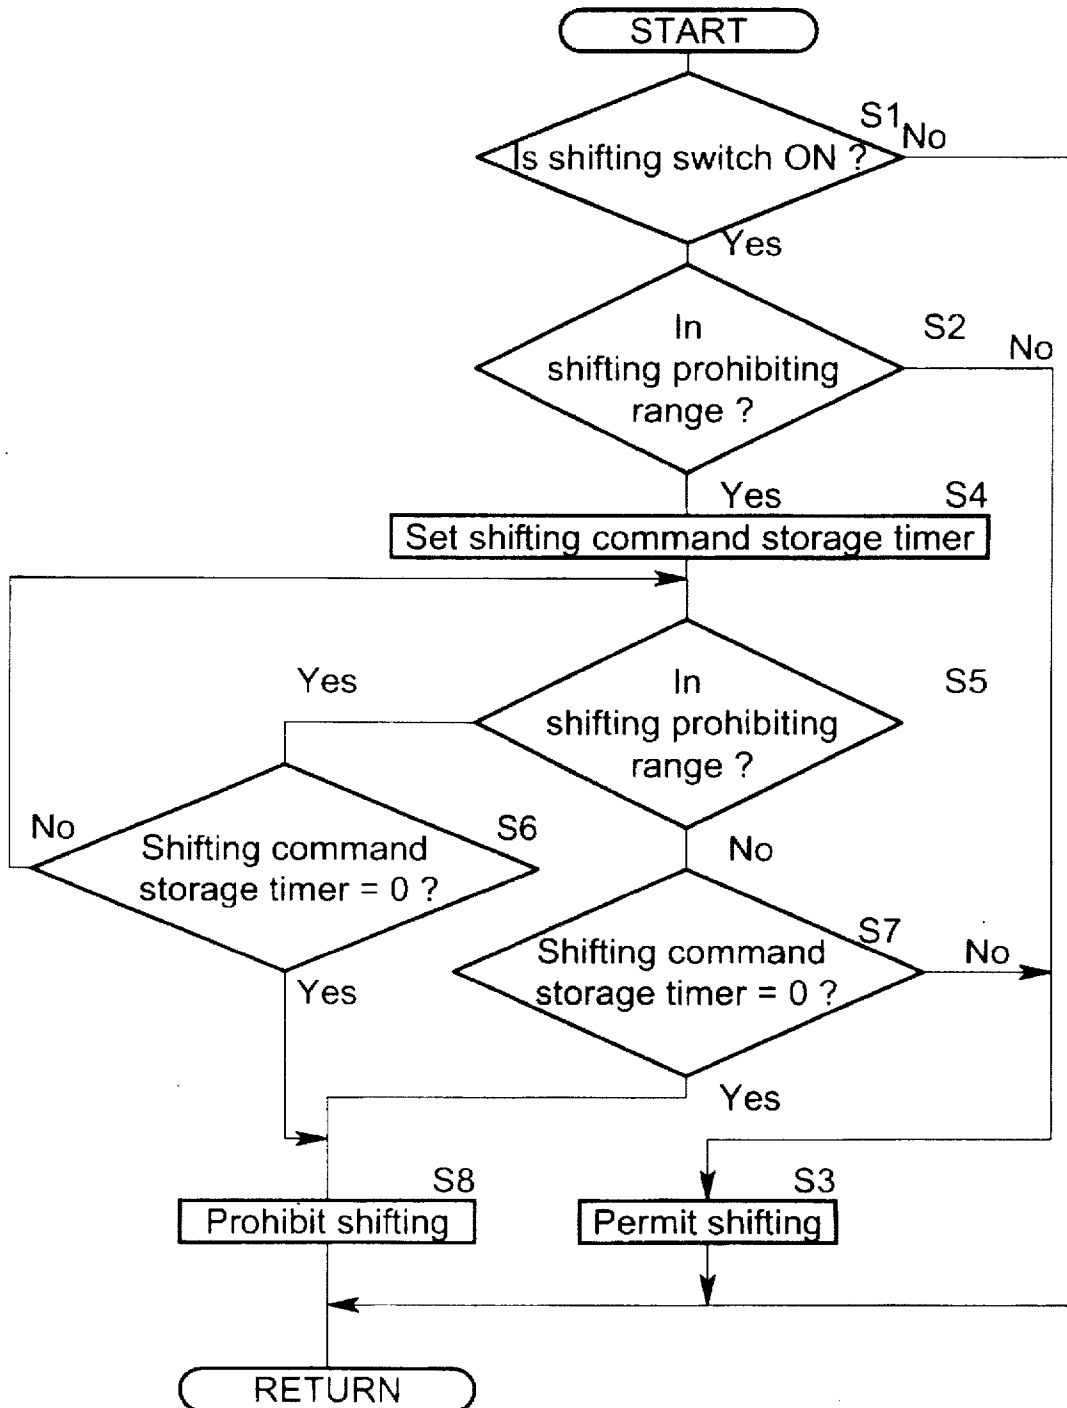 START
S1
No
Is shifting switch ON ?
Yes
In
shifting prohibiting
range ?
S2
No
Yes
S4
Set shifting command storage timer
Yes
In
shifting prohibiting
range ?
S5
No
Shifting command
storage timer = 0 ?
S6
No
Yes
Shifting command
storage timer = 0 ?
S7
No
Yes
S8
Prohibit shifting
S3
Permit shifting
RETURN